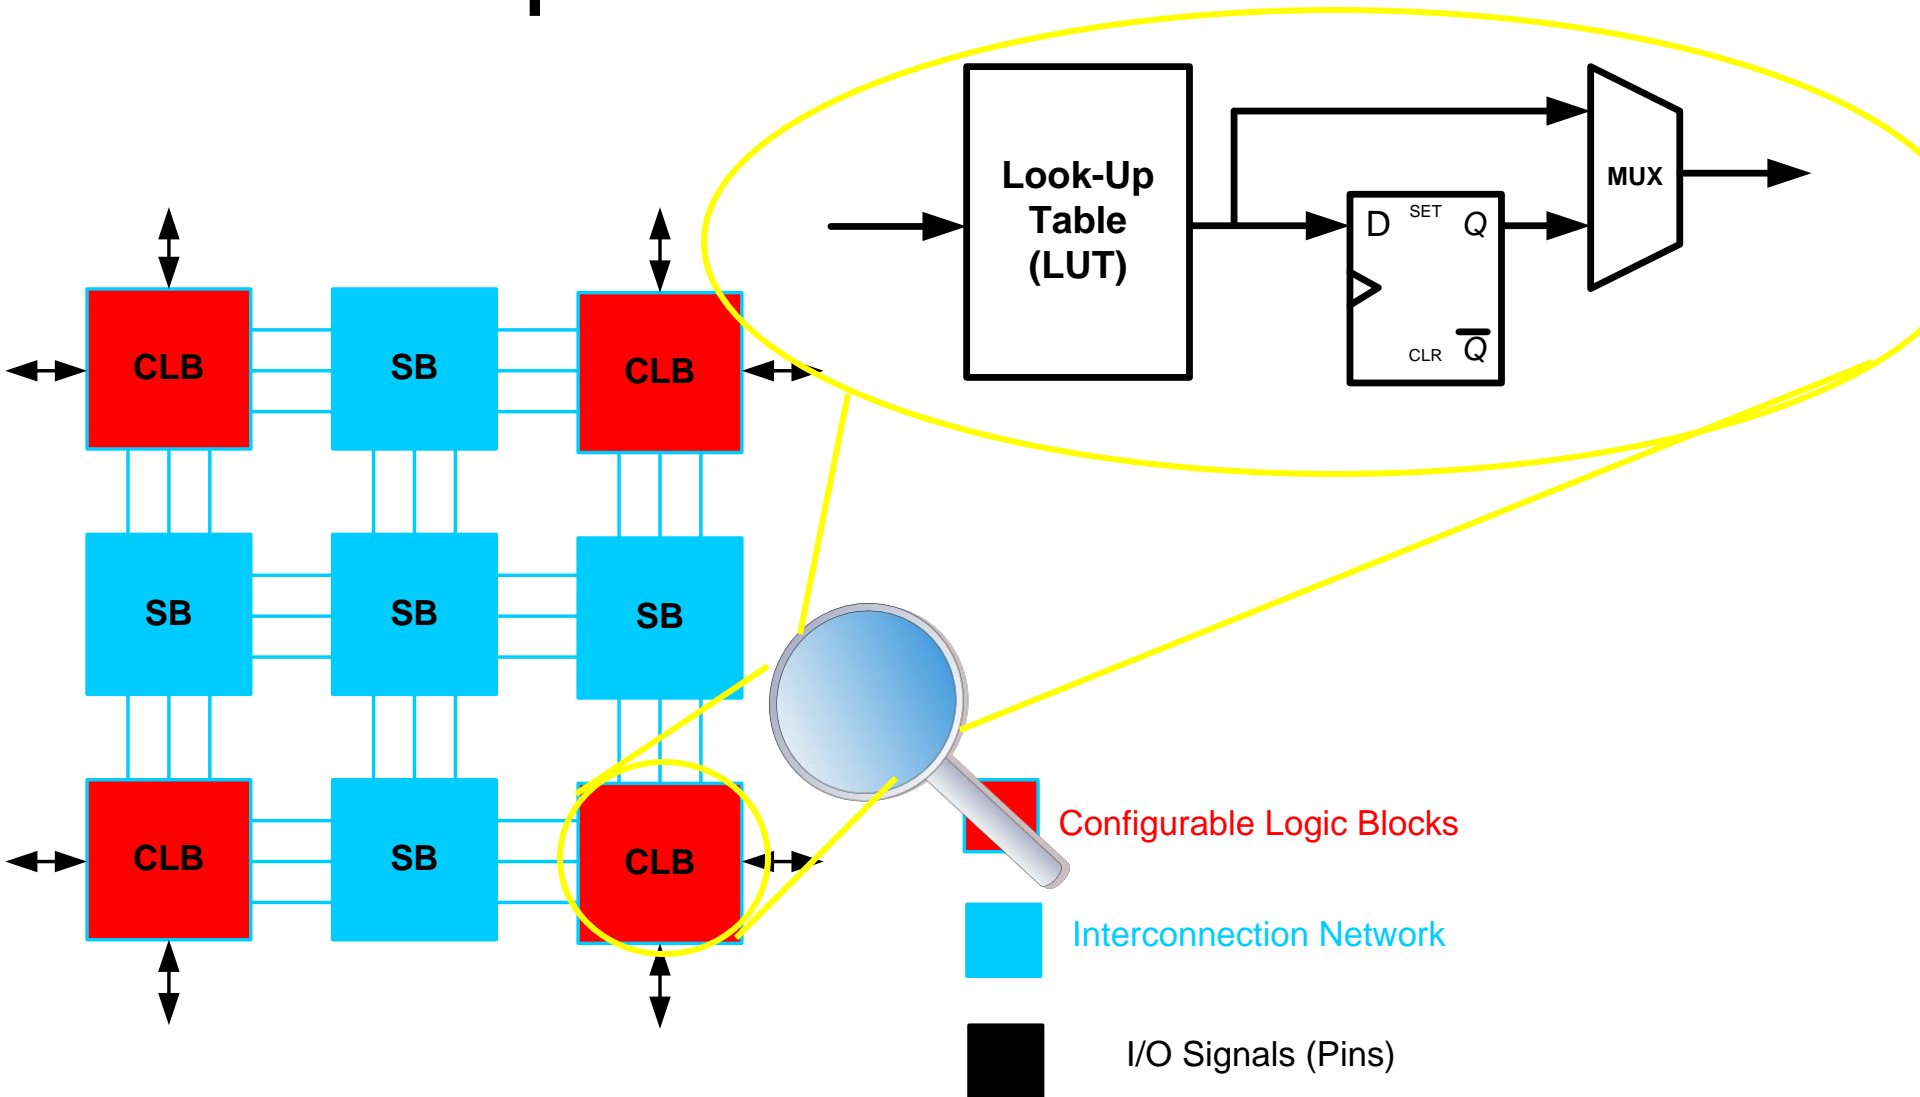 Look-Up
Table
(LUT)
MUX
D SET Q
CLR Q
CLB SB CLB
SB SB SB
CLB SB CLB
Configurable Logic Blocks
Interconnection Network
I/O Signals (Pins)